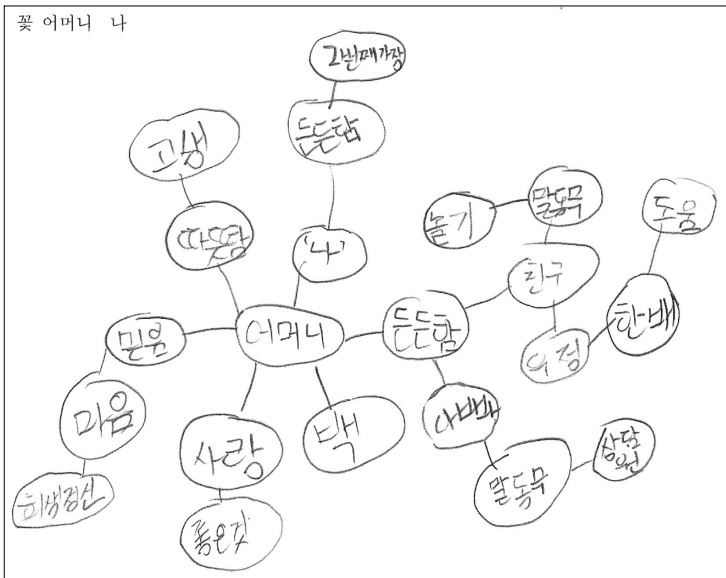 꽃 어머니 나
2번째가장
든든함
고생
따뜻함
'나'
놀기
말동무
도움
친구
어머니
든든함
한배
믿음
우정
마음
사랑
빽
아빠
상담
원
말동무
희생정신
좋은것